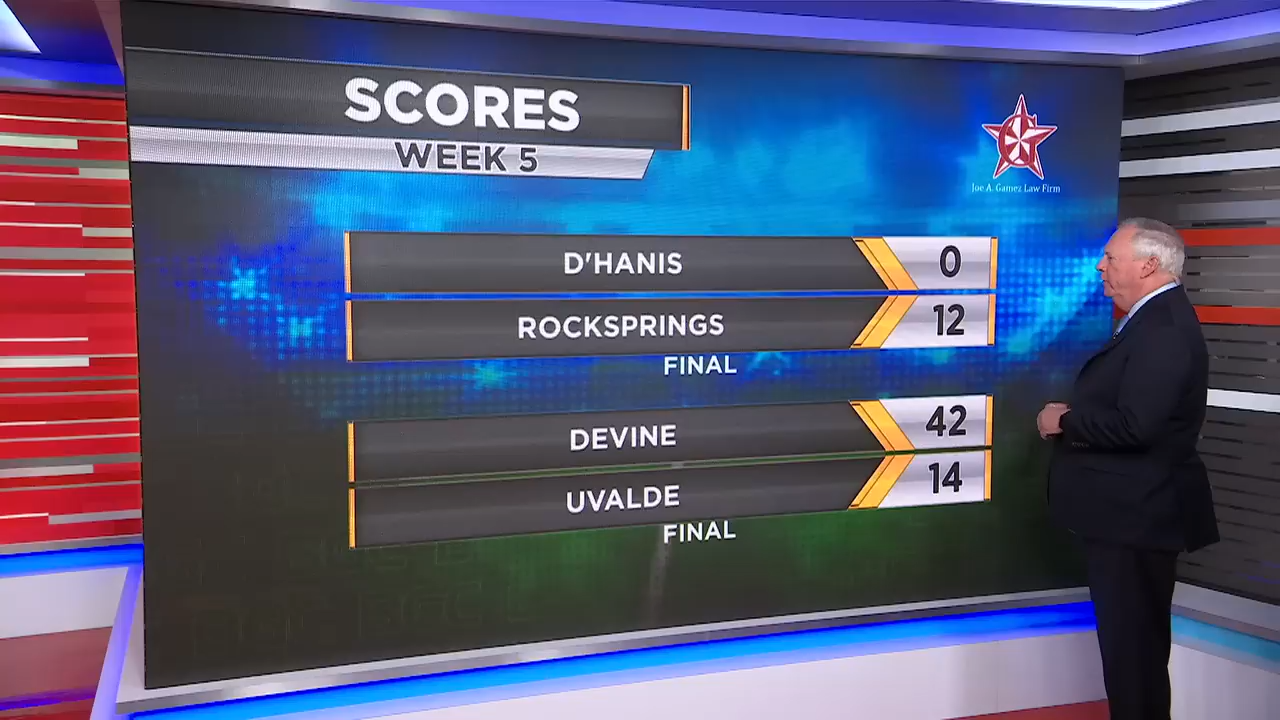 SCORES
WEEK 5
Joe A. Gamez Law Firm
D'HANIS 0
ROCKSPRINGS 12
FINAL
DEVINE 42
UVALDE 14
FINAL